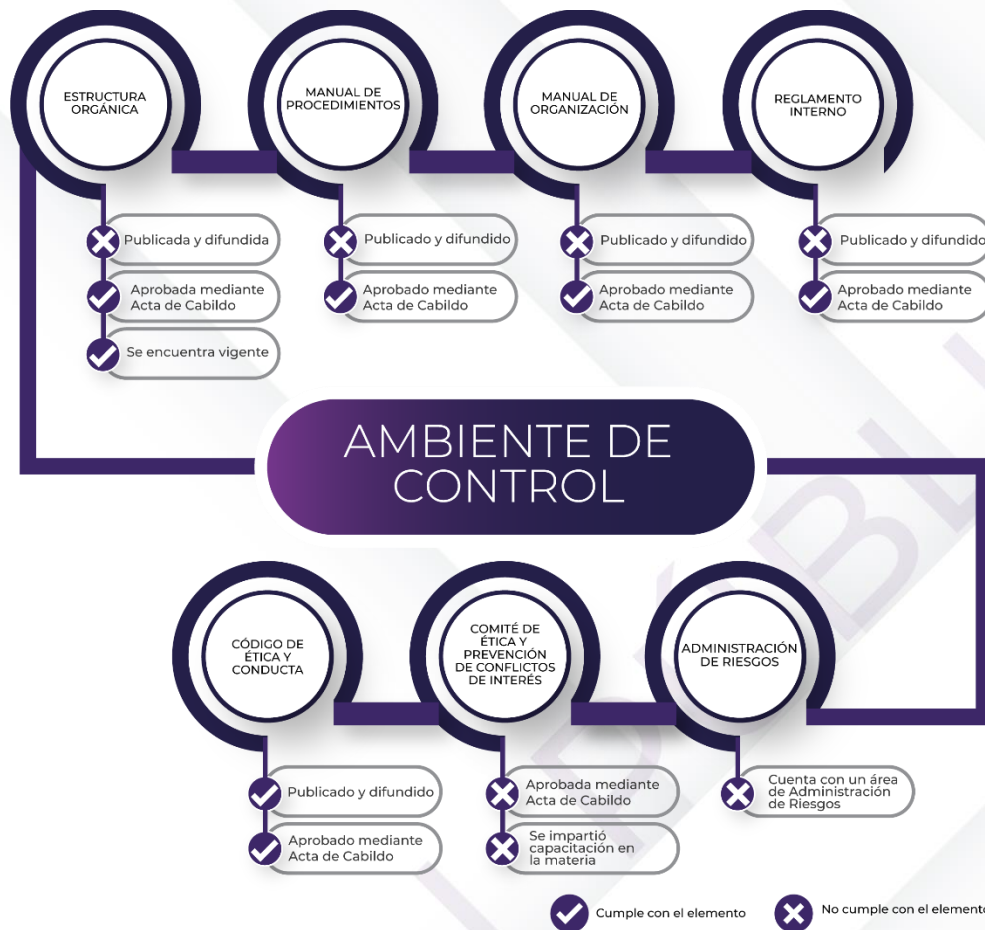 ESTRUCTURA
ORGÁNICA
MANUAL DE
PROCEDIMIENTOS
MANUAL DE
ORGANIZACIÓN
REGLAMENTO
INTERNO
Publicada y difundida
Aprobada mediante
Acta de Cabildo
Se encuentra vigente
Publicado y difundido
Aprobado mediante
Acta de Cabildo
Publicado y difundido
Aprobado mediante
Acta de Cabildo
Publicado y difundido
Aprobado mediante
Acta de Cabildo
AMBIENTE DE
CONTROL
CÓDIGO DE
ÉTICA Y
CONDUCTA
COMITÉ DE
ÉTICA Y
PREVENCIÓN
DE CONFLICTOS
DE INTERÉS
ADMINISTRACIÓN
DE RIESGOS
Publicado y difundido
Aprobado mediante
Acta de Cabildo
Aprobada mediante
Acta de Cabildo
Se impartió
capacitación en
la materia
Cuenta con un área
de Administración
de Riesgos
Cumple con el elemento
No cumple con el elemento